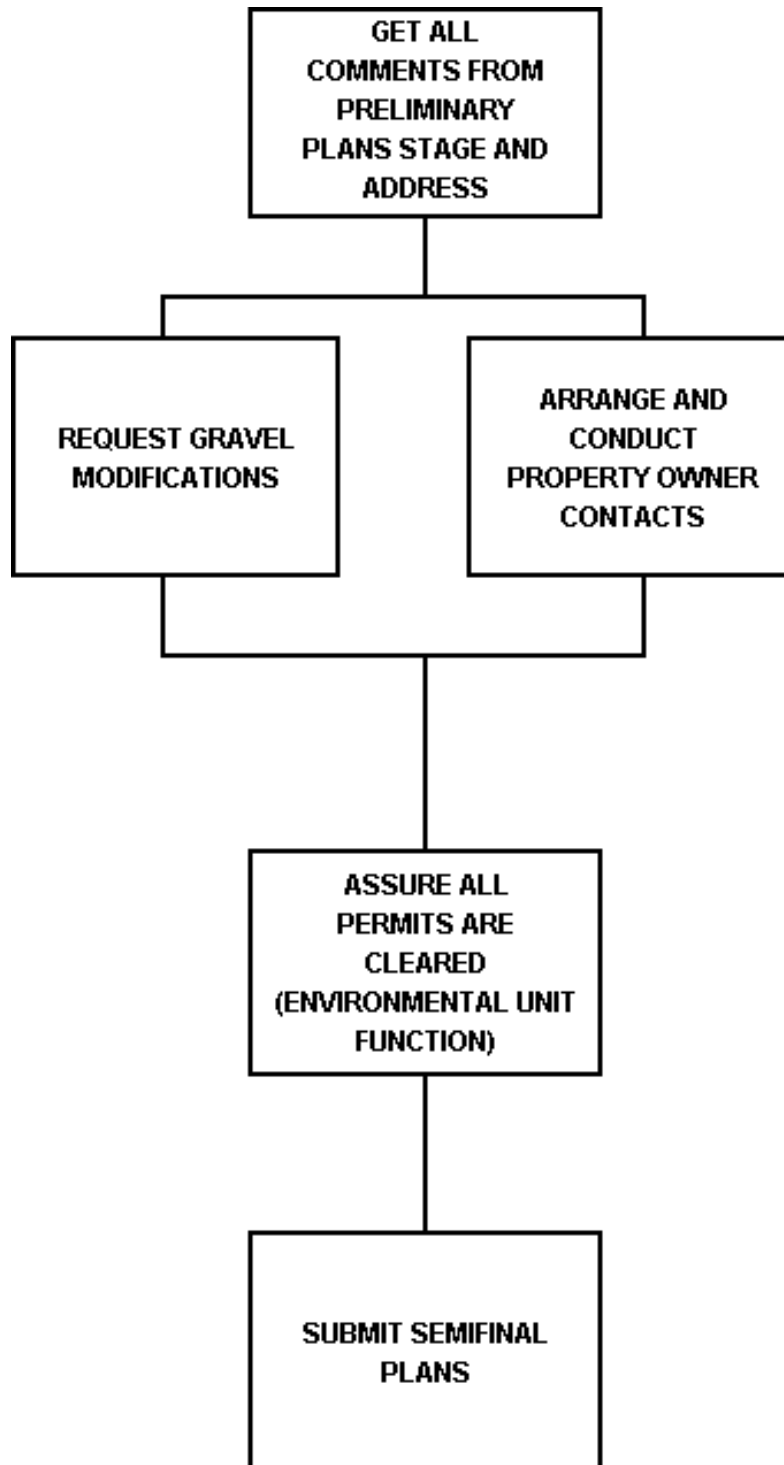 GET ALL
COMMENTS FROM
PRELIMINARY
PLANS STAGE AND
ADDRESS
REQUEST GRAVEL
MODIFICATIONS
ARRANGE AND
CONDUCT
PROPERTY OWNER
CONTACTS
ASSURE ALL
PERMITS ARE
CLEARED
(ENVIRONMENTAL UNIT
FUNCTION)
SUBMIT SEMIFINAL
PLANS